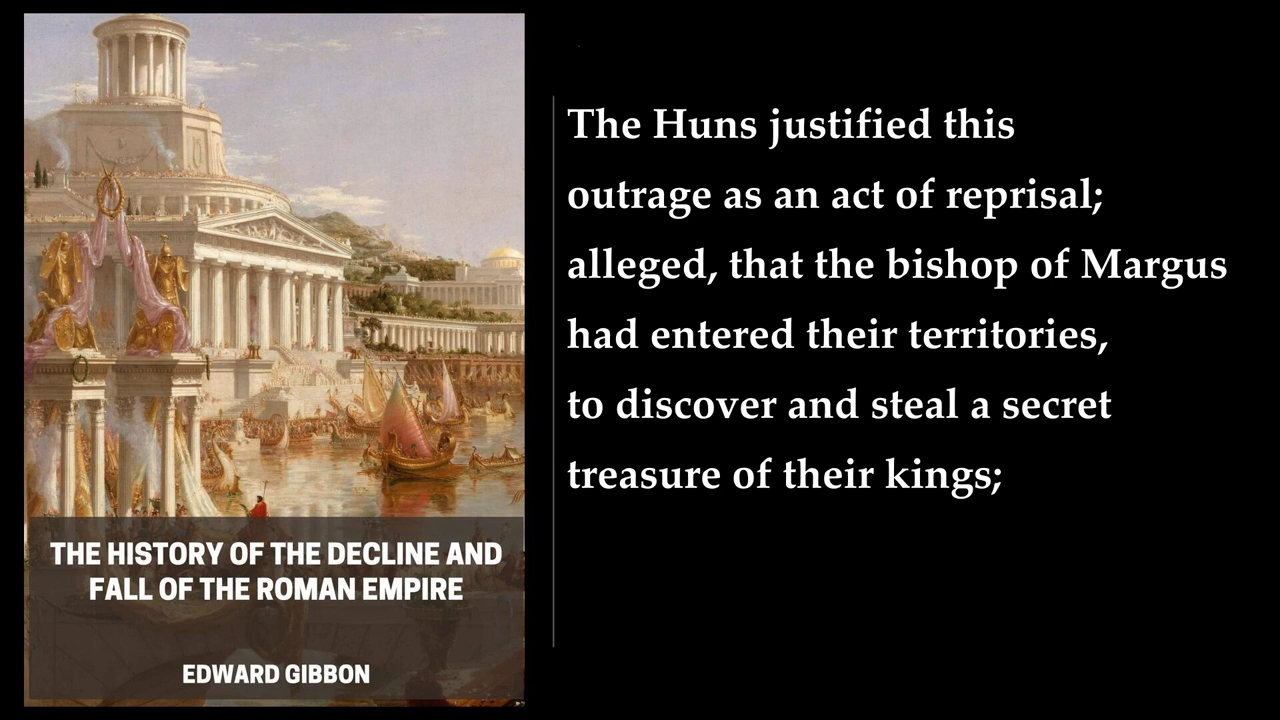 The Huns justified this
outrage as an act of reprisal;
alleged, that the bishop of Margus
had entered their territories,
to discover and steal a secret
treasure of their kings;
THE HISTORY OF THE DECLINE AND
FALL OF THE ROMAN EMPIRE
EDWARD GIBBON